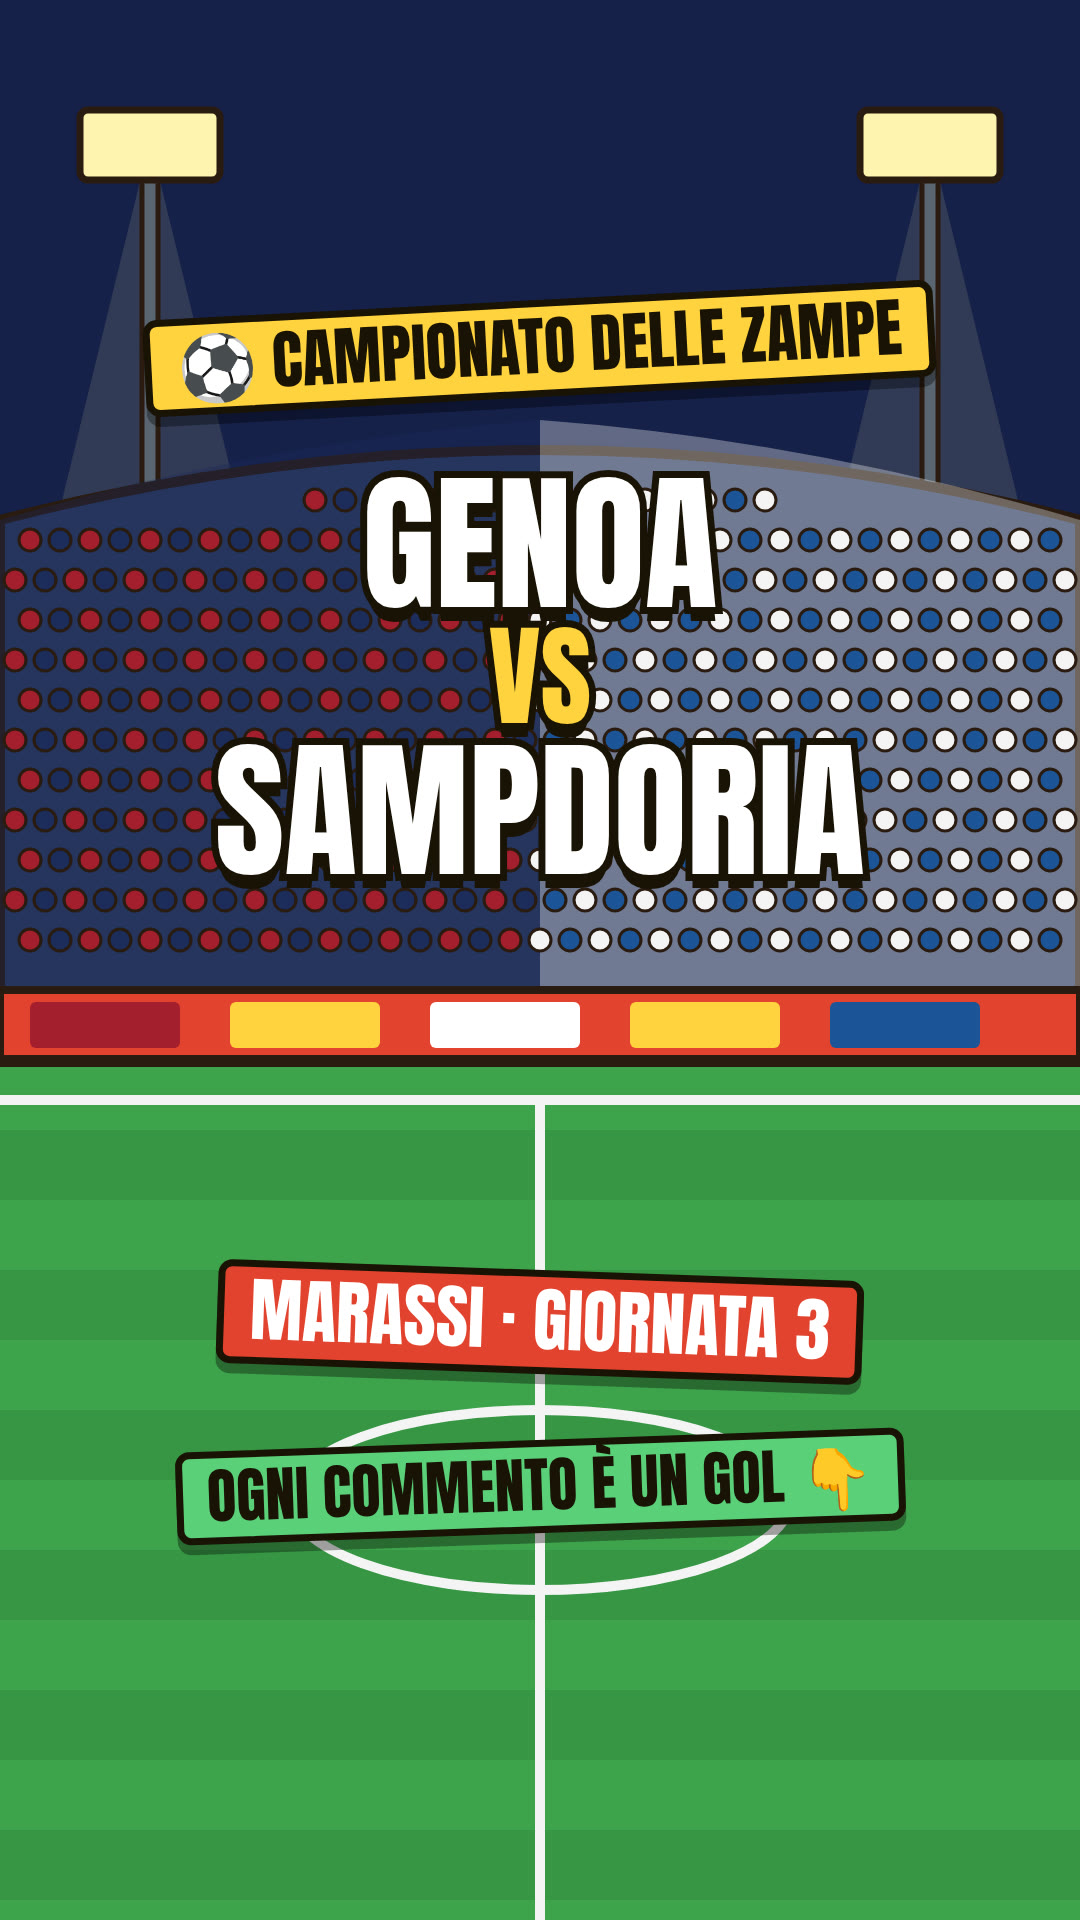 ⚽ CAMPIONATO DELLE ZAMPE
GENOA
VS
SAMPDORIA
MARASSI · GIORNATA 3
OGNI COMMENTO È UN GOL 👇